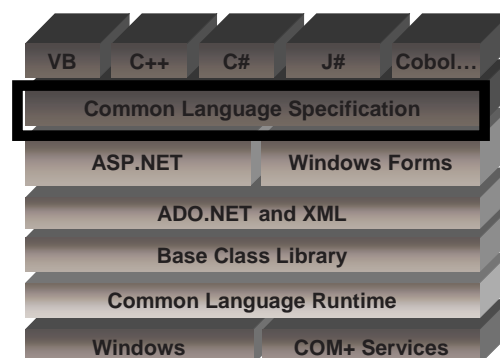 VB C++ C# J# Cobol…
Common Language Specification
ASP.NET Windows Forms
ADO.NET and XML
Base Class Library
Common Language Runtime
Windows COM+ Services